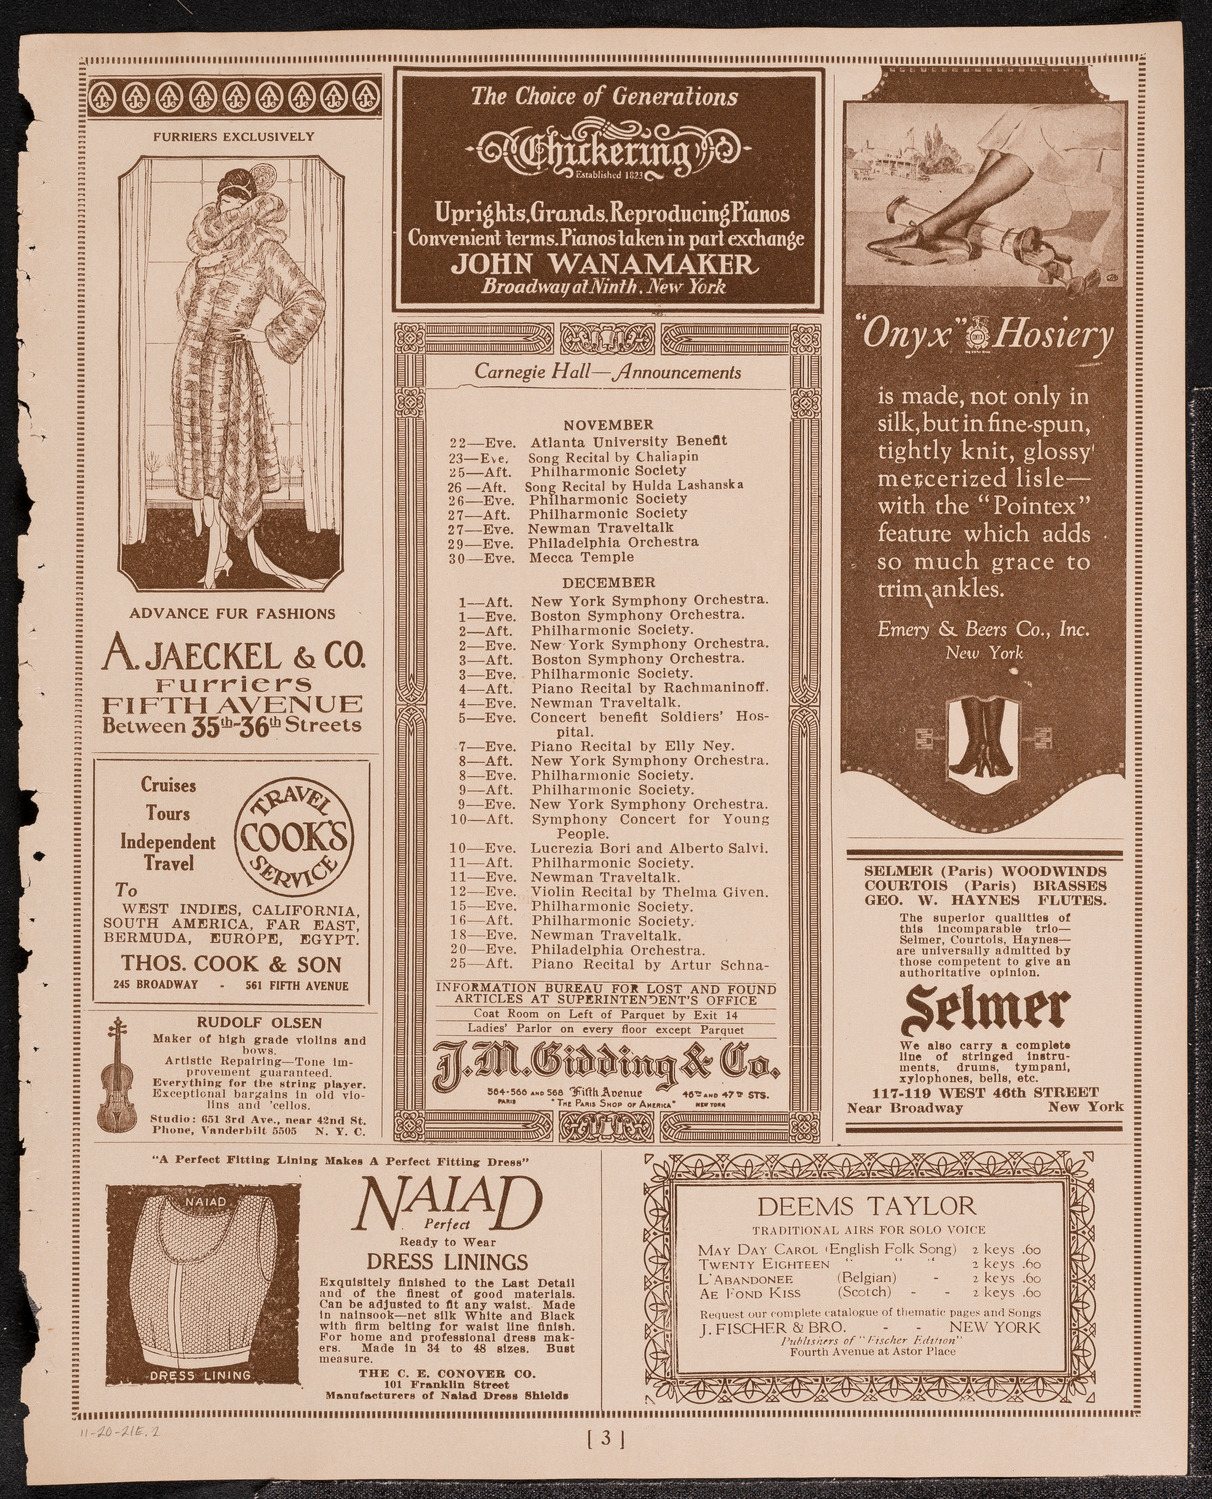 FURRIERS EXCLUSIVELY
ADVANCE FUR FASHIONS
A. JAECKEL & CO.
Furriers
FIFTH AVENUE
Between 35th-36th Streets
Cruises
Tours
Independent
Travel
To
TRAVEL
COOK'S
SERVICE
WEST INDIES, CALIFORNIA,
SOUTH AMERICA, FAR EAST,
BERMUDA, EUROPE, EGYPT.
THOS. COOK & SON
245 BROADWAY - 561 FIFTH AVENUE
RUDOLF OLSEN
Maker of high grade violins and
bows.
Artistic Repairing—Tone im-
provement guaranteed.
Everything for the string player.
Exceptional bargains in old vio-
lins and 'cellos.
Studio: 651 3rd Ave., near 42nd St.
Phone, Vanderbilt 5505 N. Y. C.
The Choice of Generations
Chickering
Established 1823
Uprights, Grands, Reproducing Pianos
Convenient terms. Pianos taken in part exchange
JOHN WANAMAKER
Broadway at Ninth, New York
Carnegie Hall—Announcements
NOVEMBER
22—Eve. Atlanta University Benefit
23—Eve. Song Recital by Chaliapin
25—Aft. Philharmonic Society
26—Aft. Song Recital by Hulda Lashanska
26—Eve. Philharmonic Society
27—Aft. Philharmonic Society
27—Eve. Newman Traveltalk
29—Eve. Philadelphia Orchestra
30—Eve. Mecca Temple
DECEMBER
1—Aft. New York Symphony Orchestra.
1—Eve. Boston Symphony Orchestra.
2—Aft. Philharmonic Society.
2—Eve. New York Symphony Orchestra.
3—Aft. Boston Symphony Orchestra.
3—Eve. Philharmonic Society.
4—Aft. Piano Recital by Rachmaninoff.
4—Eve. Newman Traveltalk.
5—Eve. Concert benefit Soldiers' Hos-
pital.
7—Eve. Piano Recital by Elly Ney.
8—Aft. New York Symphony Orchestra.
8—Eve. Philharmonic Society.
9—Aft. Philharmonic Society.
9—Eve. New York Symphony Orchestra.
10—Aft. Symphony Concert for Young
People.
10—Eve. Lucrezia Bori and Alberto Salvi.
11—Aft. Philharmonic Society.
11—Eve. Newman Traveltalk.
12—Eve. Violin Recital by Thelma Given.
15—Eve. Philharmonic Society.
16—Aft. Philharmonic Society.
18—Eve. Newman Traveltalk.
20—Eve. Philadelphia Orchestra.
25—Aft. Piano Recital by Artur Schna-
INFORMATION BUREAU FOR LOST AND FOUND
ARTICLES AT SUPERINTENDENT'S OFFICE
Coat Room on Left of Parquet by Exit 14
Ladies' Parlor on every floor except Parquet
J. M. Gidding & Co.
564-566 AND 568 Fifth Avenue 46TH AND 47TH STS.
PARIS "THE PARIS SHOP OF AMERICA" NEW YORK
"Onyx" Hosiery
is made, not only in
silk, but in fine-spun,
tightly knit, glossy
mercerized lisle—
with the "Pointex"
feature which adds
so much grace to
trim ankles.
Emery & Beers Co., Inc.
New York
SELMER (Paris) WOODWINDS
COURTOIS (Paris) BRASSES
GEO. W. HAYNES FLUTES.
The superior qualities of
this incomparable trio—
Selmer, Courtois, Haynes—
are universally admitted by
those competent to give an
authoritative opinion.
Selmer
We also carry a complete
line of stringed instru-
ments, drums, tympani,
xylophones, bells, etc.
117-119 WEST 46th STREET
Near Broadway New York
"A Perfect Fitting Lining Makes A Perfect Fitting Dress"
NAIAD
DRESS LINING
NAIAD
Perfect
Ready to Wear
DRESS LININGS
Exquisitely finished to the Last Detail
and of the finest of good materials.
Can be adjusted to fit any waist. Made
in nainsook—net silk White and Black
with firm belting for waist line finish.
For home and professional dress mak-
ers. Made in 34 to 48 sizes. Bust
measure.
THE C. E. CONOVER CO.
101 Franklin Street
Manufacturers of Naiad Dress Shields
DEEMS TAYLOR
TRADITIONAL AIRS FOR SOLO VOICE
MAY DAY CAROL (English Folk Song) 2 keys .60
TWENTY EIGHTEEN " " " 2 keys .60
L'ABANDONEE (Belgian) - 2 keys .60
AE FOND KISS (Scotch) - - 2 keys .60
Request our complete catalogue of thematic pages and Songs
J. FISCHER & BRO. - - NEW YORK
Publishers of "Fischer Edition"
Fourth Avenue at Astor Place
11-20-21E.2
[ 3 ]